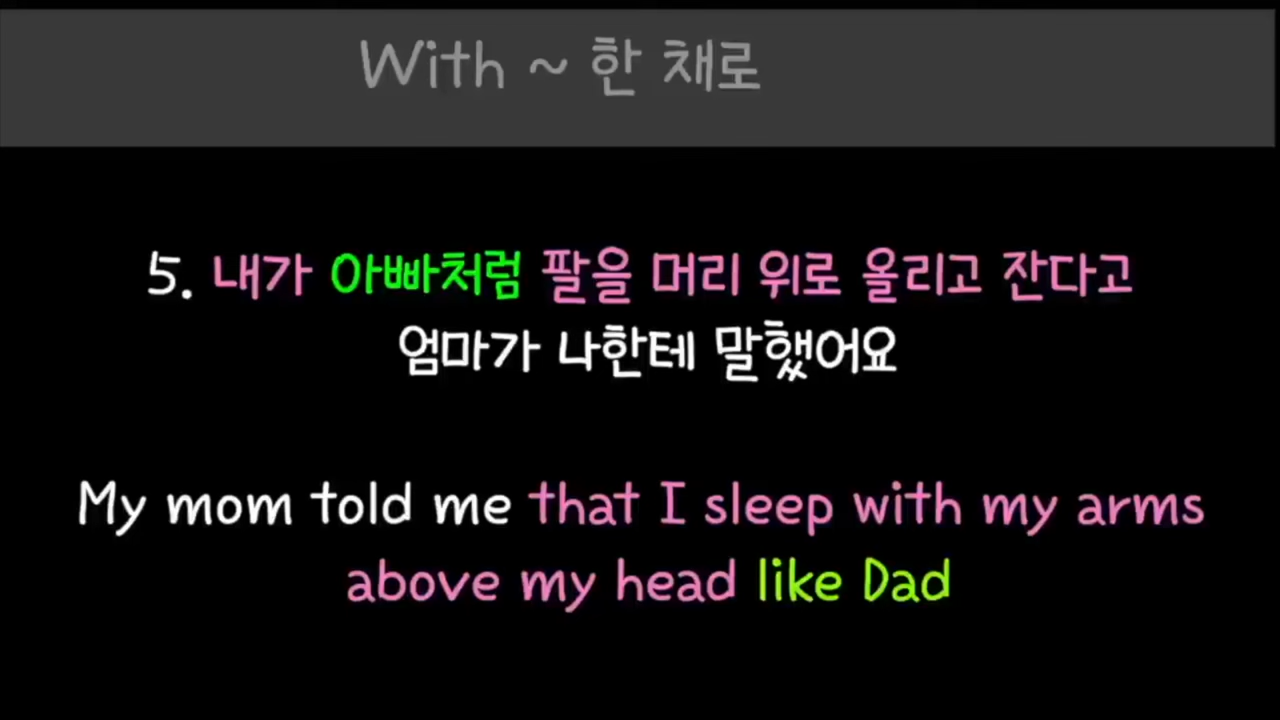 With ~ 한 채로
5. 내가 아빠처럼 팔을 머리 위로 올리고 잔다고
엄마가 나한테 말했어요
My mom told me that I sleep with my arms
above my head like Dad